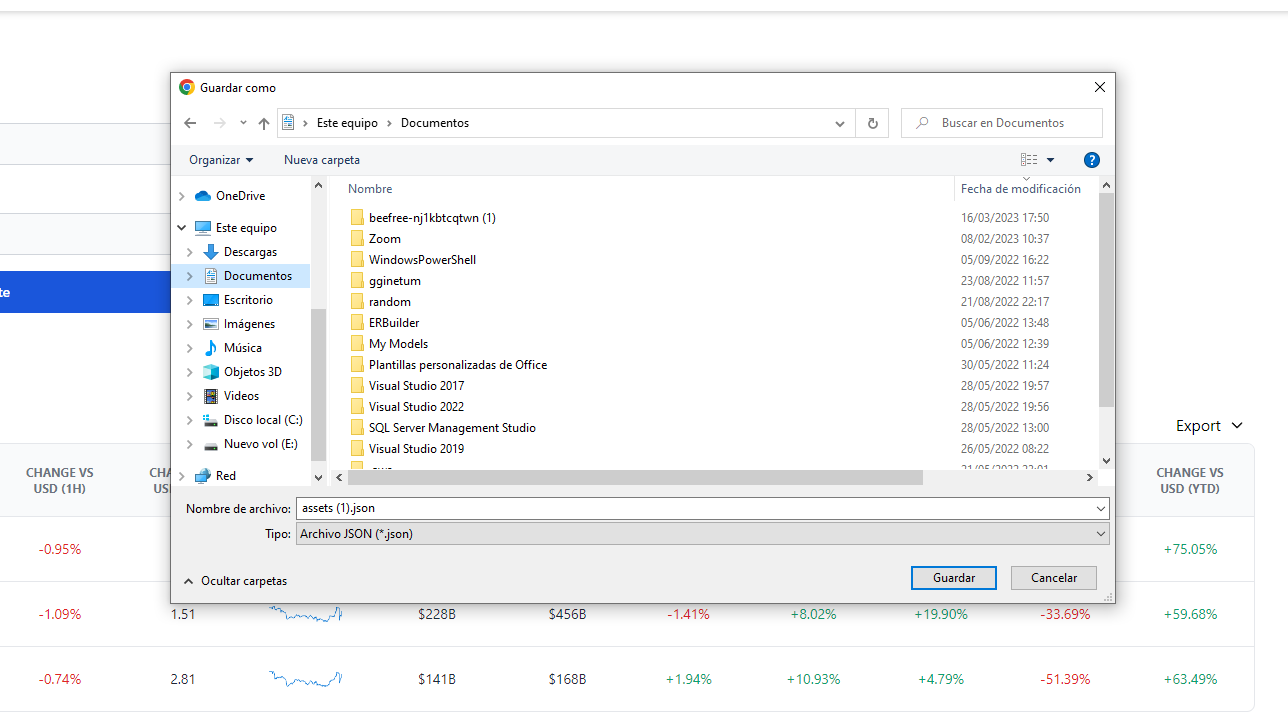 Guardar como
Este equipo > Documentos
Buscar en Documentos
Organizar Nueva carpeta
Nombre Fecha de modificación
OneDrive
Este equipo
Descargas
Documentos
Escritorio
Imágenes
Música
Objetos 3D
Videos
Disco local (C:)
Nuevo vol (E:)
Red
beefree-nj1kbtcqtwn (1) 16/03/2023 17:50
Zoom 08/02/2023 10:37
WindowsPowerShell 05/09/2022 16:22
gginetum 23/08/2022 11:57
random 21/08/2022 22:17
ERBuilder 05/06/2022 13:48
My Models 05/06/2022 12:39
Plantillas personalizadas de Office 30/05/2022 11:24
Visual Studio 2017 28/05/2022 19:57
Visual Studio 2022 28/05/2022 19:56
SQL Server Management Studio 28/05/2022 13:00
Visual Studio 2019 26/05/2022 08:22
Nombre de archivo: assets (1).json
Tipo: Archivo JSON (*.json)
Ocultar carpetas
Guardar Cancelar
te
Export
CHANGE VS
USD (1H)
CHANGE VS
USD (YTD)
-0.95% +75.05%
-1.09% 1.51 $228B $456B -1.41% +8.02% +19.90% -33.69% +59.68%
-0.74% 2.81 $141B $168B +1.94% +10.93% +4.79% -51.39% +63.49%